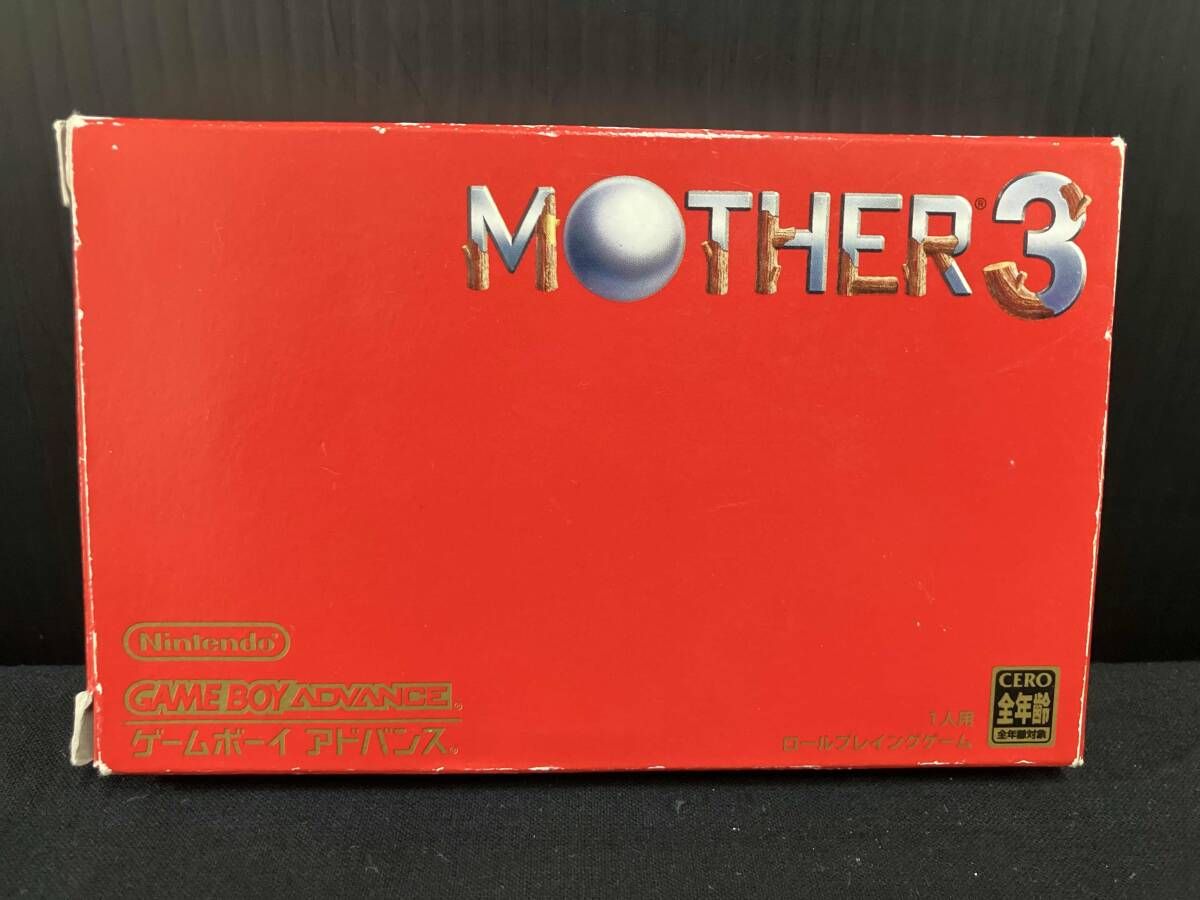 MOTHER®3
Nintendo®
GAME BOY ADVANCE®
ゲームボーイ アドバンス®
1人用
ロールプレイングゲーム
CERO
全年齢
全年齢対象